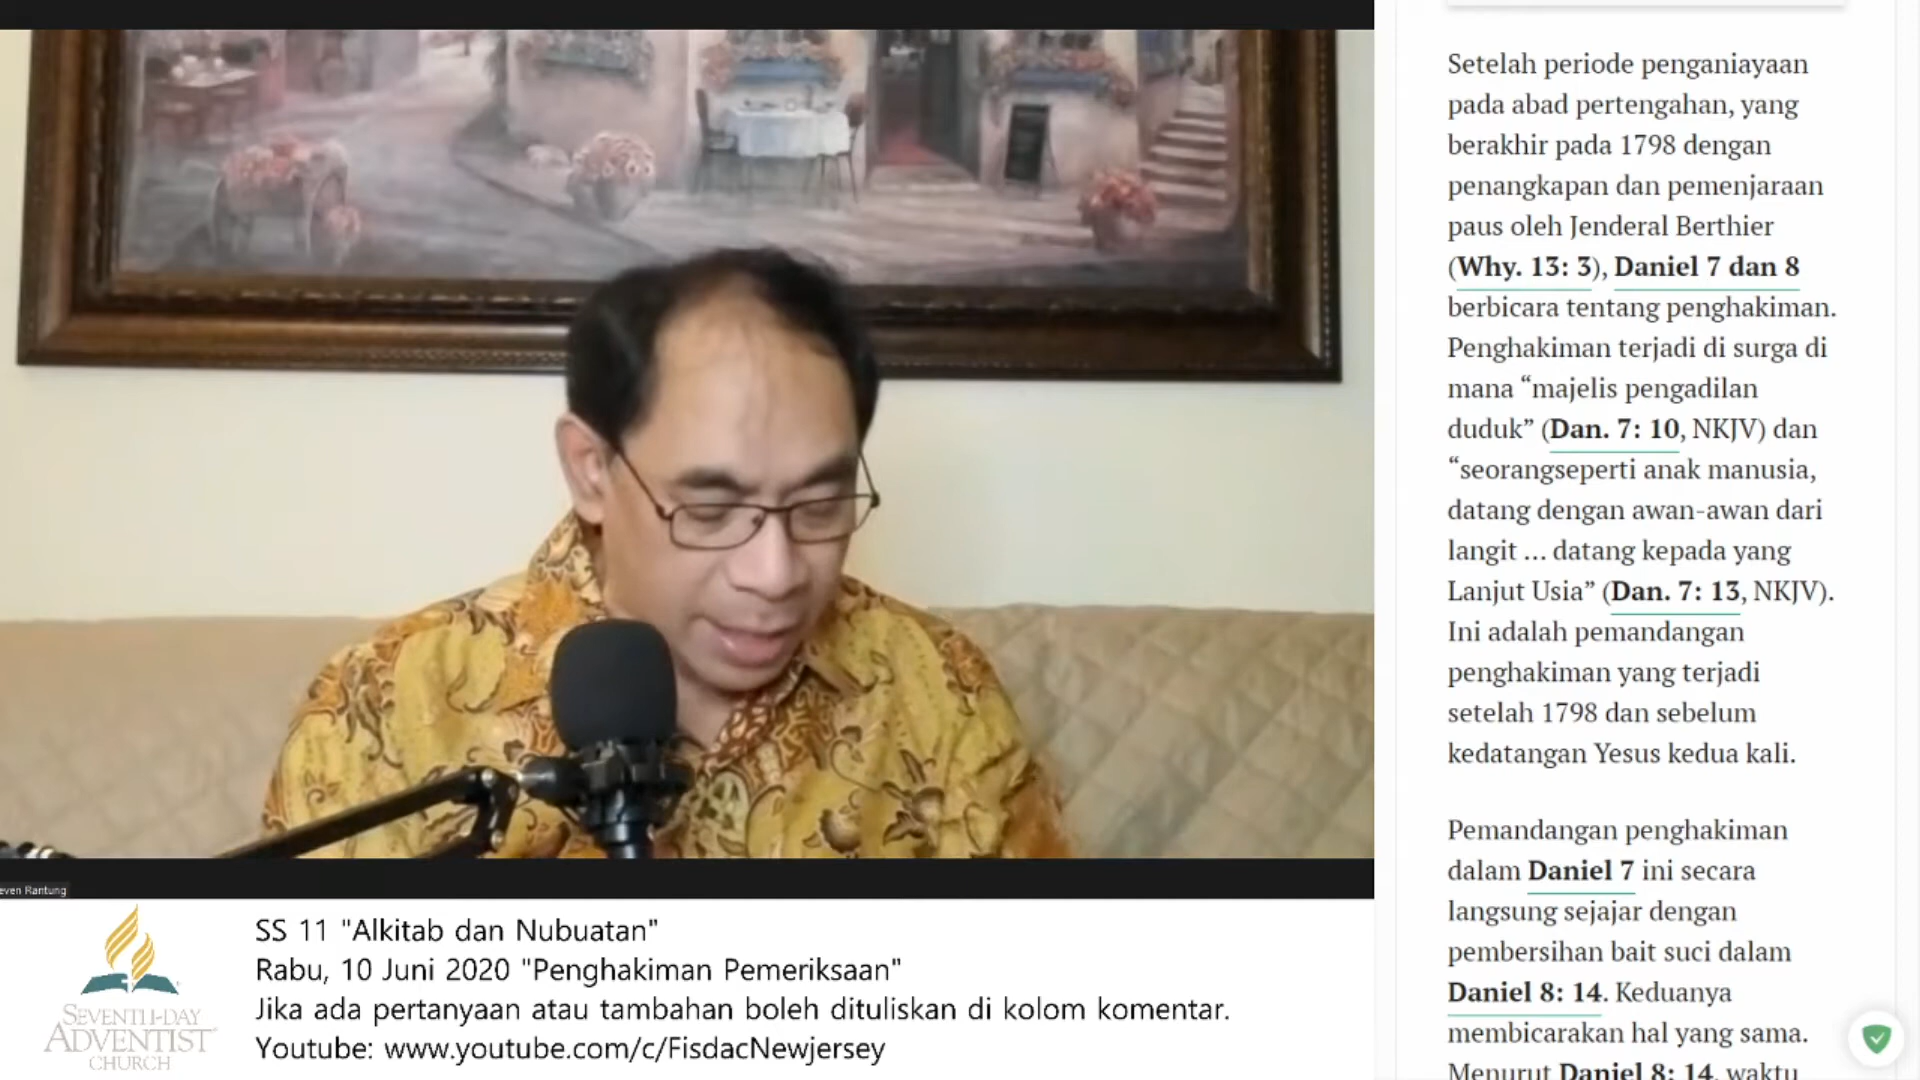 Setelah periode penganiayaan
pada abad pertengahan, yang
berakhir pada 1798 dengan
penangkapan dan pemenjaraan
paus oleh Jenderal Berthier
(Why. 13: 3), Daniel 7 dan 8
berbicara tentang penghakiman.
Penghakiman terjadi di surga di
mana “majelis pengadilan
duduk” (Dan. 7: 10, NKJV) dan
“seorangseperti anak manusia,
datang dengan awan-awan dari
langit ... datang kepada yang
Lanjut Usia” (Dan. 7: 13, NKJV).
Ini adalah pemandangan
penghakiman yang terjadi
setelah 1798 dan sebelum
kedatangan Yesus kedua kali.
Pemandangan penghakiman
dalam Daniel 7 ini secara
langsung sejajar dengan
pembersihan bait suci dalam
Daniel 8: 14. Keduanya
membicarakan hal yang sama.
Menurut Daniel 8: 14, waktu
even Rantung
SEVENTH-DAY
ADVENTIST
CHURCH
SS 11 "Alkitab dan Nubuatan"
Rabu, 10 Juni 2020 "Penghakiman Pemeriksaan"
Jika ada pertanyaan atau tambahan boleh dituliskan di kolom komentar.
Youtube: www.youtube.com/c/FisdacNewjersey